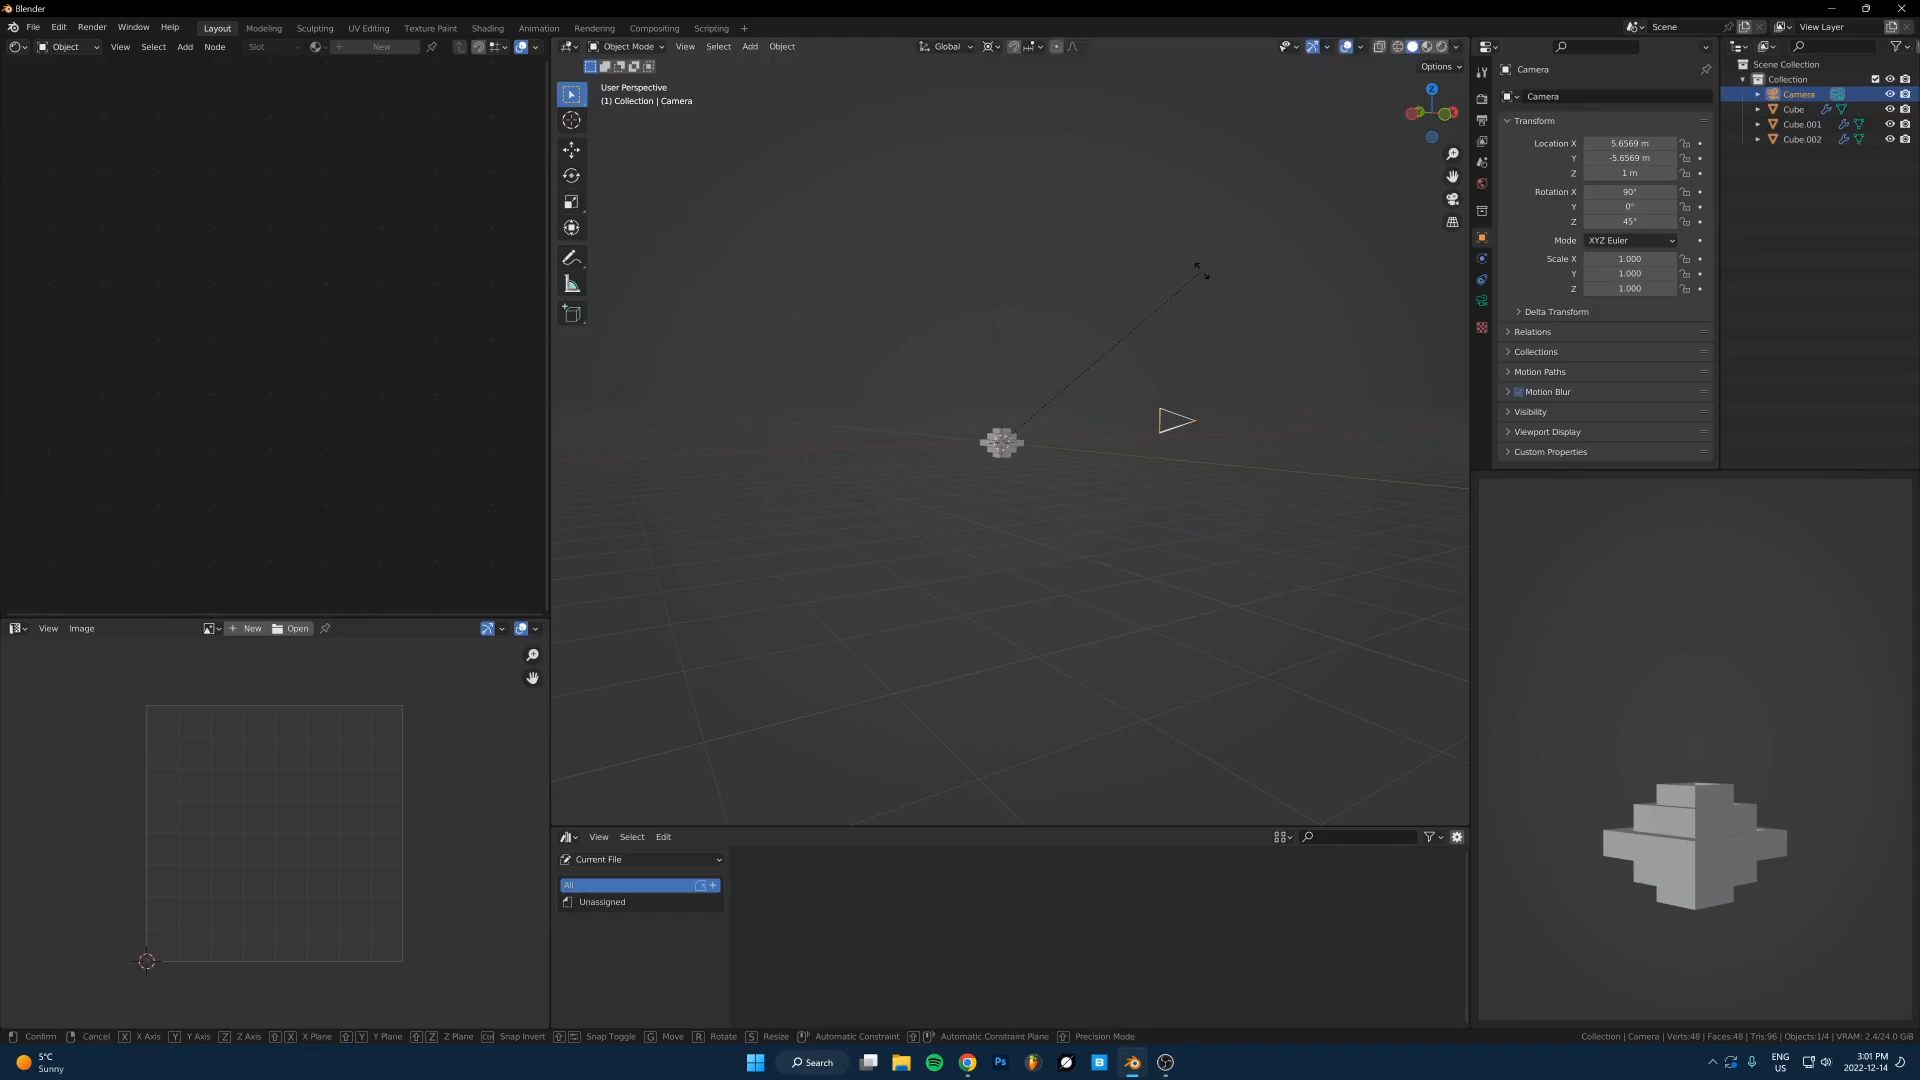 Blender
File Edit Render Window Help Layout Modeling Sculpting UV Editing Texture Paint Shading Animation Rendering Compositing Scripting + Scene View Layer
Object View Select Add Node Slot New
Object Mode View Select Add Object Global
Options
User Perspective
(1) Collection | Camera
Z
Camera
Camera
Transform
Location X 5.6569 m
Y -5.6569 m
Z 1 m
Rotation X 90°
Y 0°
Z 45°
Mode XYZ Euler
Scale X 1.000
Y 1.000
Z 1.000
Delta Transform
Relations
Collections
Motion Paths
Motion Blur
Visibility
Viewport Display
Custom Properties
Scene Collection
Collection
Camera
Cube
Cube.001
Cube.002
View Image New Open
View Select Edit
Current File
All
Unassigned
Confirm Cancel X X Axis Y Y Axis Z Z Axis X X Plane Y Y Plane Z Z Plane Ctrl Snap Invert Snap Toggle G Move R Rotate S Resize Automatic Constraint Automatic Constraint Plane Precision Mode
Collection | Camera | Verts:48 | Faces:48 | Tris:96 | Objects:1/4 | VRAM: 2.4/24.0 GiB
5°C
Sunny
Search
Ps
B
ENG
US
3:01 PM
2022-12-14